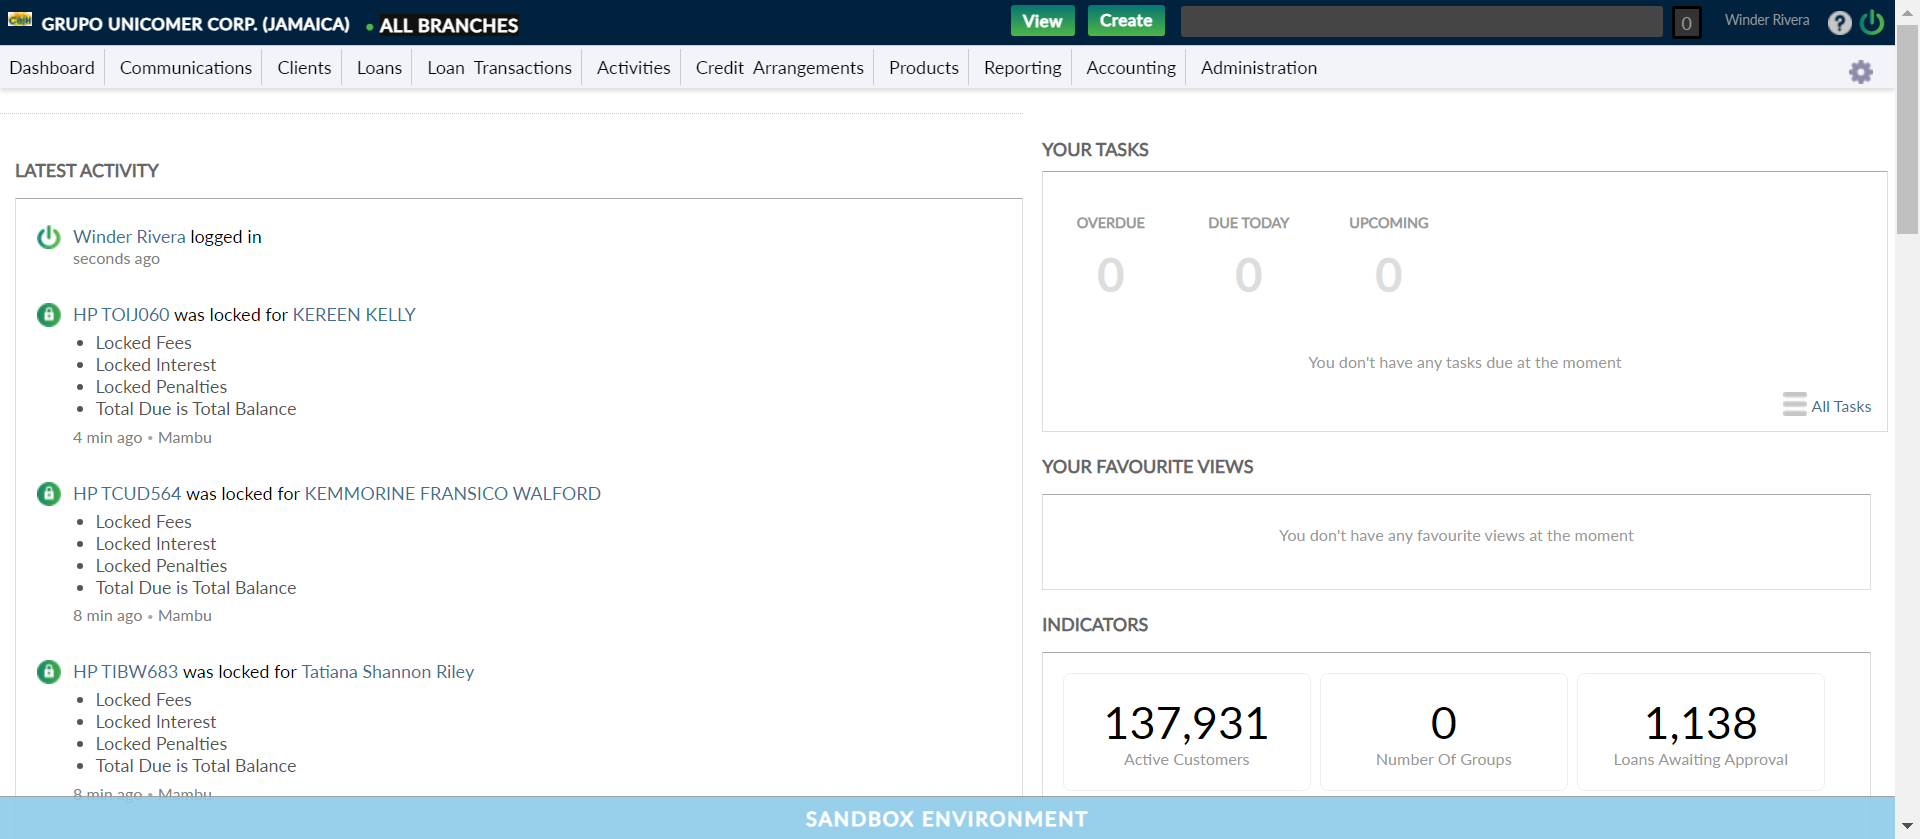 GRUPO UNICOMER CORP. (JAMAICA) • ALL BRANCHES
View Create 0 Winder Rivera ?
Dashboard Communications Clients Loans Loan Transactions Activities Credit Arrangements Products Reporting Accounting Administration
LATEST ACTIVITY
Winder Rivera logged in
seconds ago
HP TOIJ060 was locked for KEREEN KELLY
• Locked Fees
• Locked Interest
• Locked Penalties
• Total Due is Total Balance
4 min ago • Mambu
HP TCUD564 was locked for KEMMORINE FRANSICO WALFORD
• Locked Fees
• Locked Interest
• Locked Penalties
• Total Due is Total Balance
8 min ago • Mambu
HP TIBW683 was locked for Tatiana Shannon Riley
• Locked Fees
• Locked Interest
• Locked Penalties
• Total Due is Total Balance
8 min ago • Mambu
YOUR TASKS
OVERDUE DUE TODAY UPCOMING
0 0 0
You don't have any tasks due at the moment
All Tasks
YOUR FAVOURITE VIEWS
You don't have any favourite views at the moment
INDICATORS
137,931 0 1,138
Active Customers Number Of Groups Loans Awaiting Approval
SANDBOX ENVIRONMENT